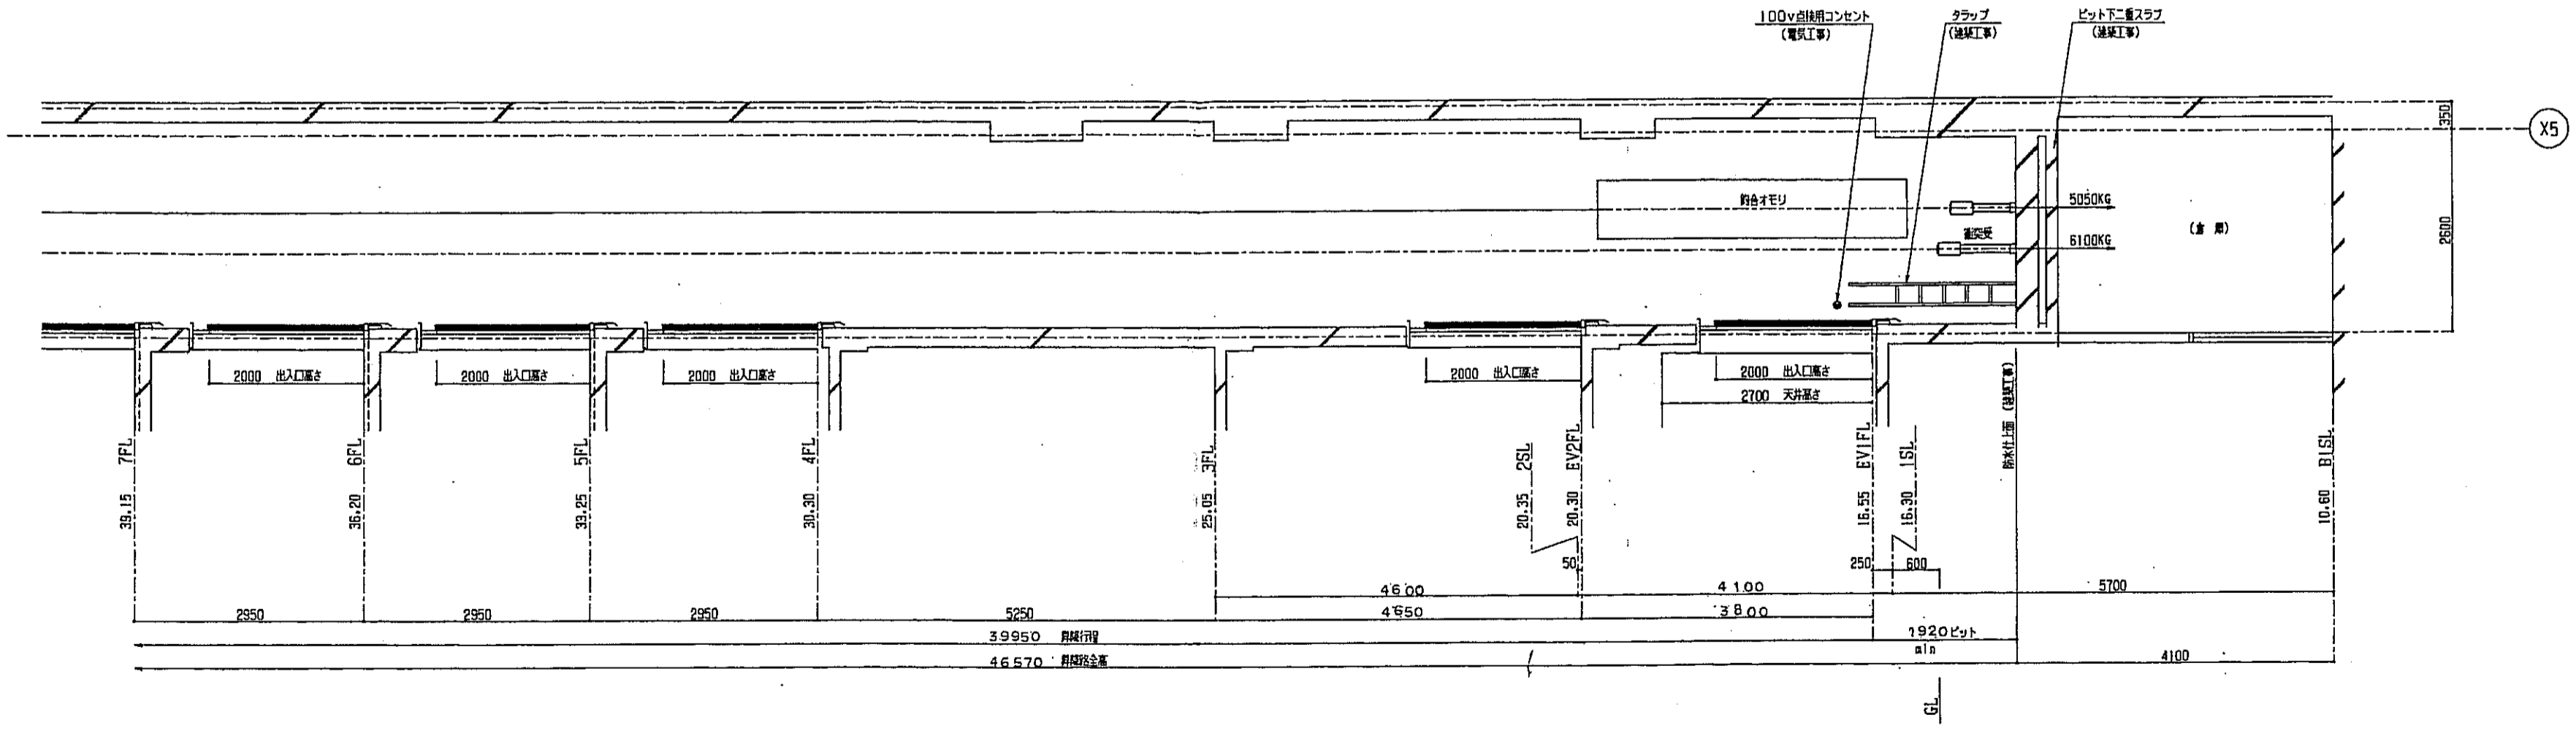 100v点検用コンセント
(電気工事)
タラップ
(建築工事)
ピット下二重スラブ
(建築工事)
350
X5
2600
釣合オモリ
5050KG
衝突受
6100KG
(倉 庫)
2000 出入口高さ
2000 出入口高さ
2000 出入口高さ
2000 出入口高さ
2000 出入口高さ
2700 天井高さ
7FL
39.15
6FL
36.20
5FL
33.25
4FL
30.30
3FL
25.05
2SL
20.35
EV2FL
20.30
EV1FL
16.55
1SL
16.30
防水仕上面 (建築工事)
B1SL
10.60
50
250
600
4600
4100
5700
2950
2950
2950
5250
4650
3800
39950 昇降行程
1920ピット
min
46570 昇降路全高
4100
GL